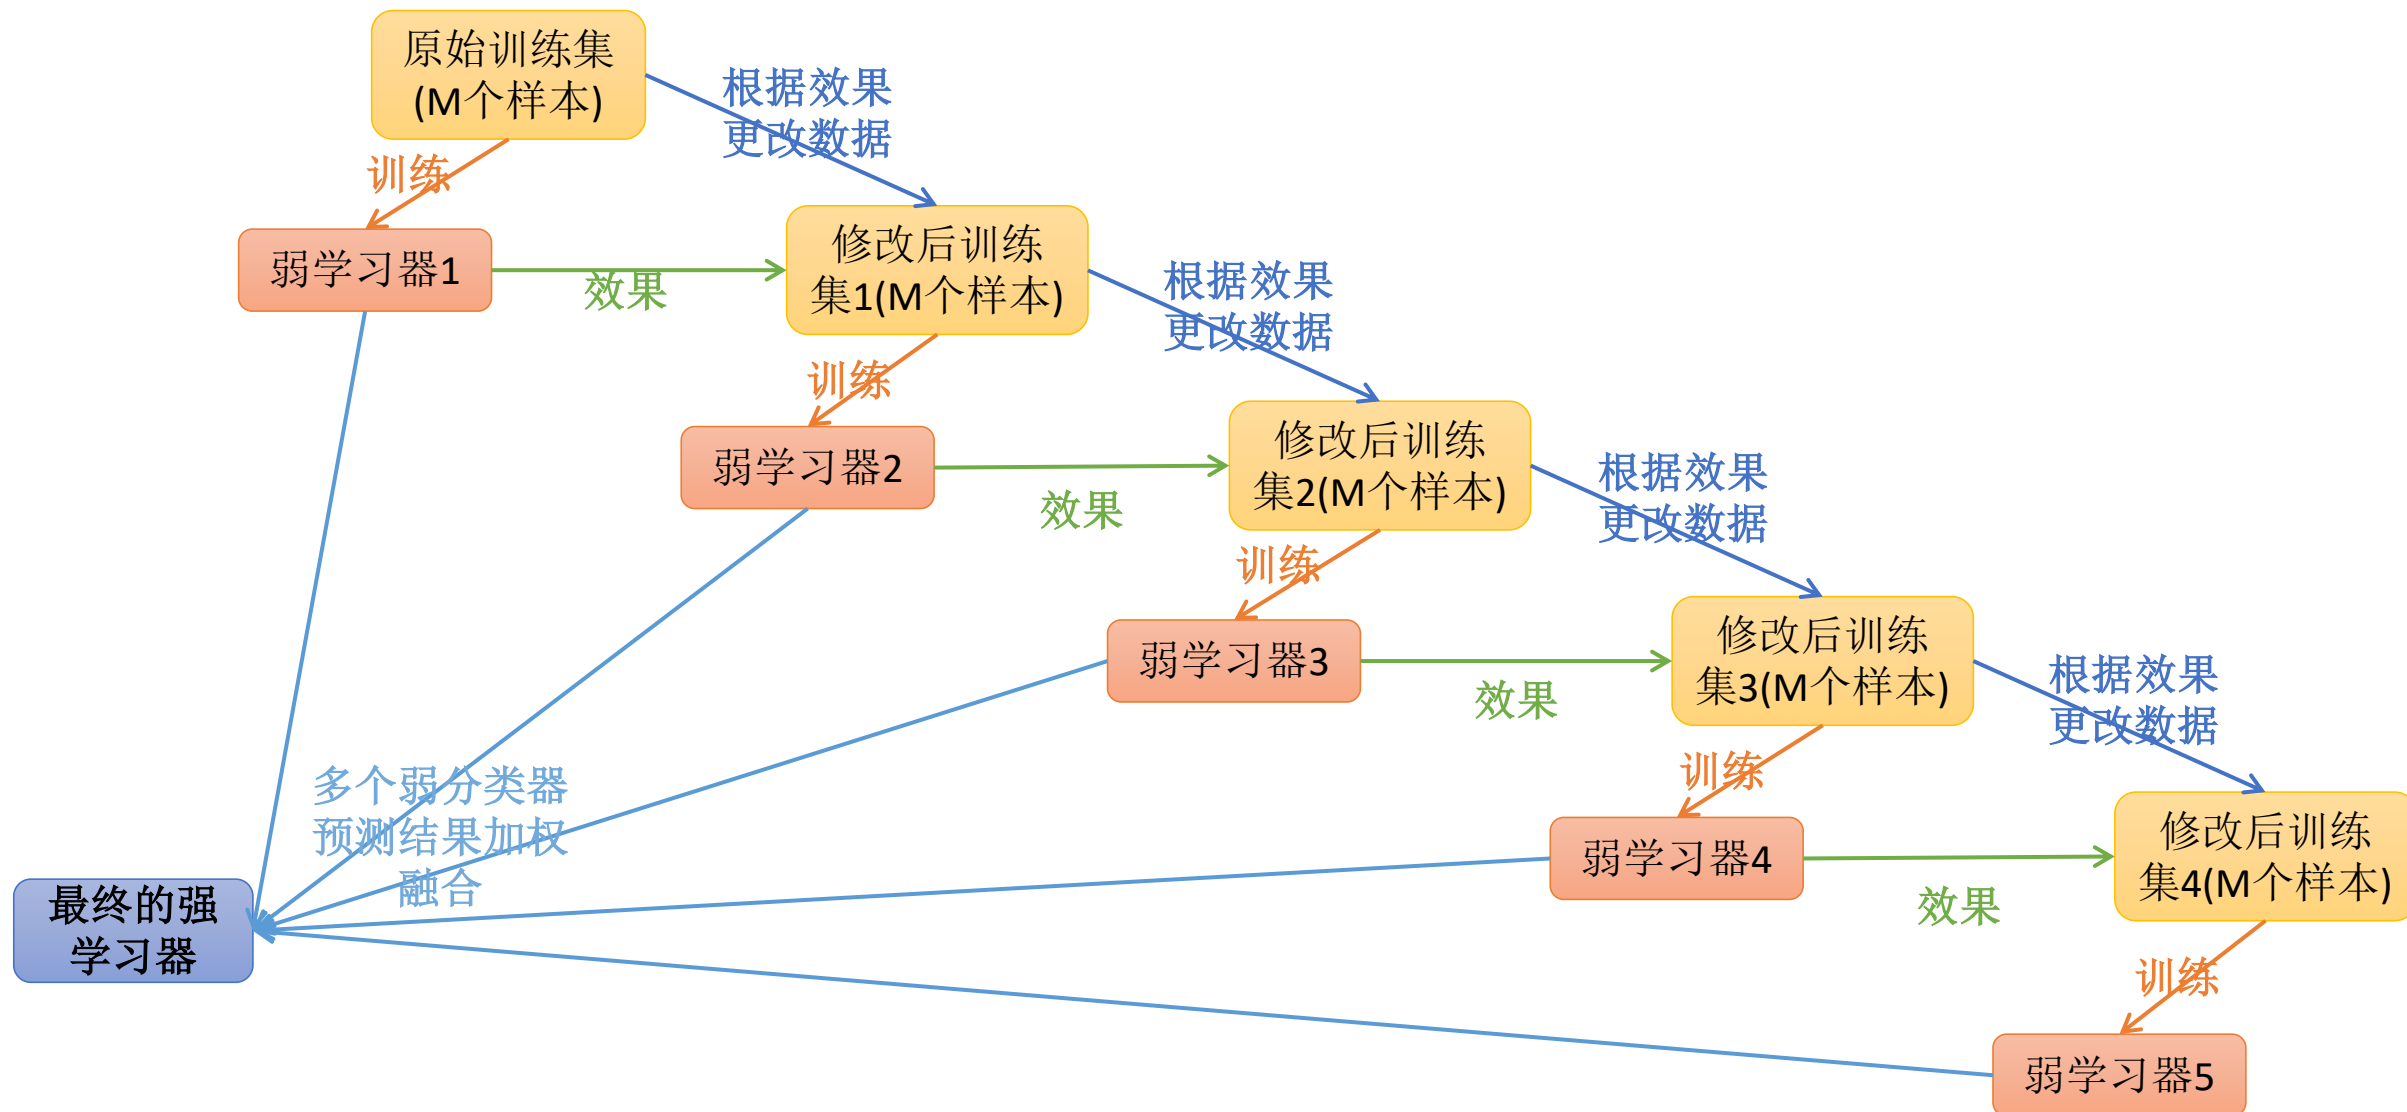 原始训练集
(M个样本)
根据效果
更改数据
训练
弱学习器1
效果
修改后训练
集1(M个样本)
根据效果
更改数据
训练
弱学习器2
效果
修改后训练
集2(M个样本)
根据效果
更改数据
训练
弱学习器3
效果
修改后训练
集3(M个样本)
根据效果
更改数据
训练
弱学习器4
效果
修改后训练
集4(M个样本)
训练
弱学习器5
多个弱分类器
预测结果加权
融合
最终的强
学习器